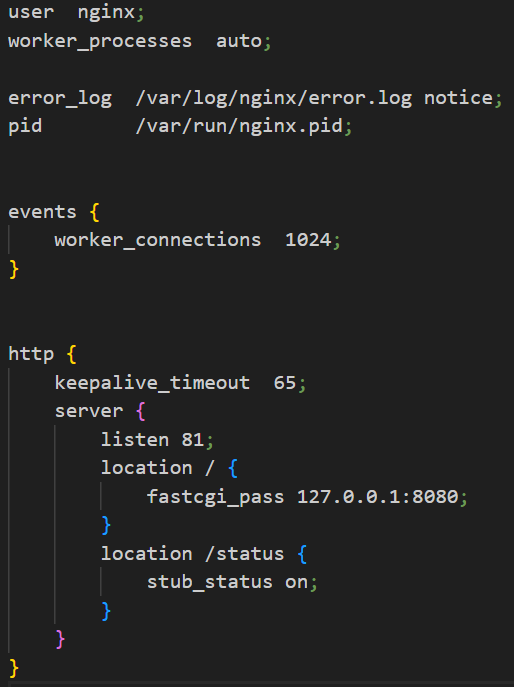 user  nginx;
worker_processes  auto;
error_log  /var/log/nginx/error.log notice;
pid        /var/run/nginx.pid;
events {
    worker_connections  1024;
}
http {
    keepalive_timeout  65;
    server {
        listen 81;
        location / {
            fastcgi_pass 127.0.0.1:8080;
        }
        location /status {
            stub_status on;
        }
    }
}